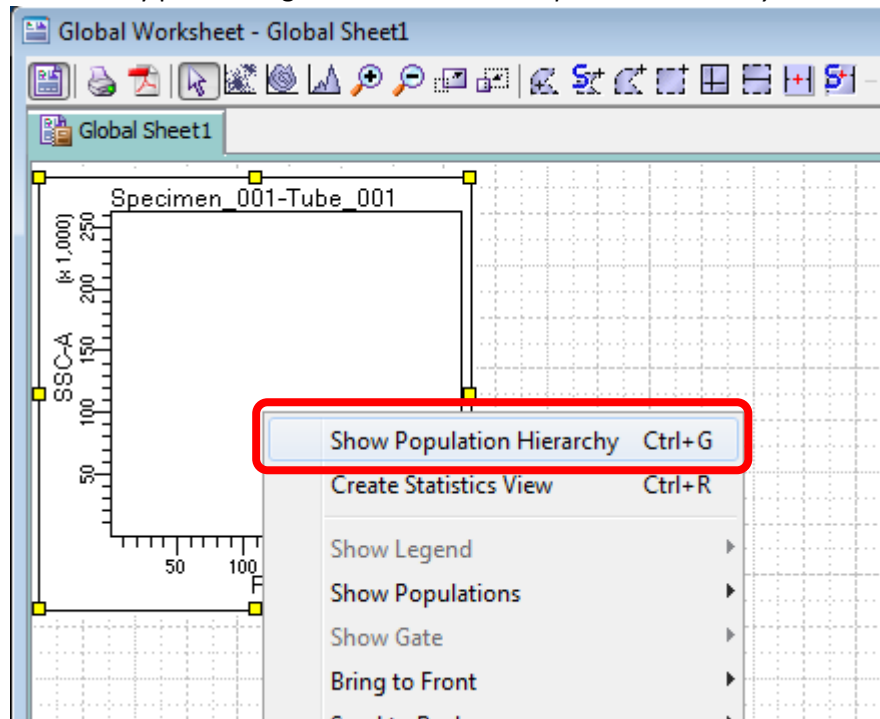 Global Worksheet - Global Sheet1
Global Sheet1
Specimen_001-Tube_001
(x 1,000)
SSC-A
250
200
150
100
50
50 100
F
Show Population Hierarchy Ctrl+G
Create Statistics View Ctrl+R
Show Legend
Show Populations
Show Gate
Bring to Front